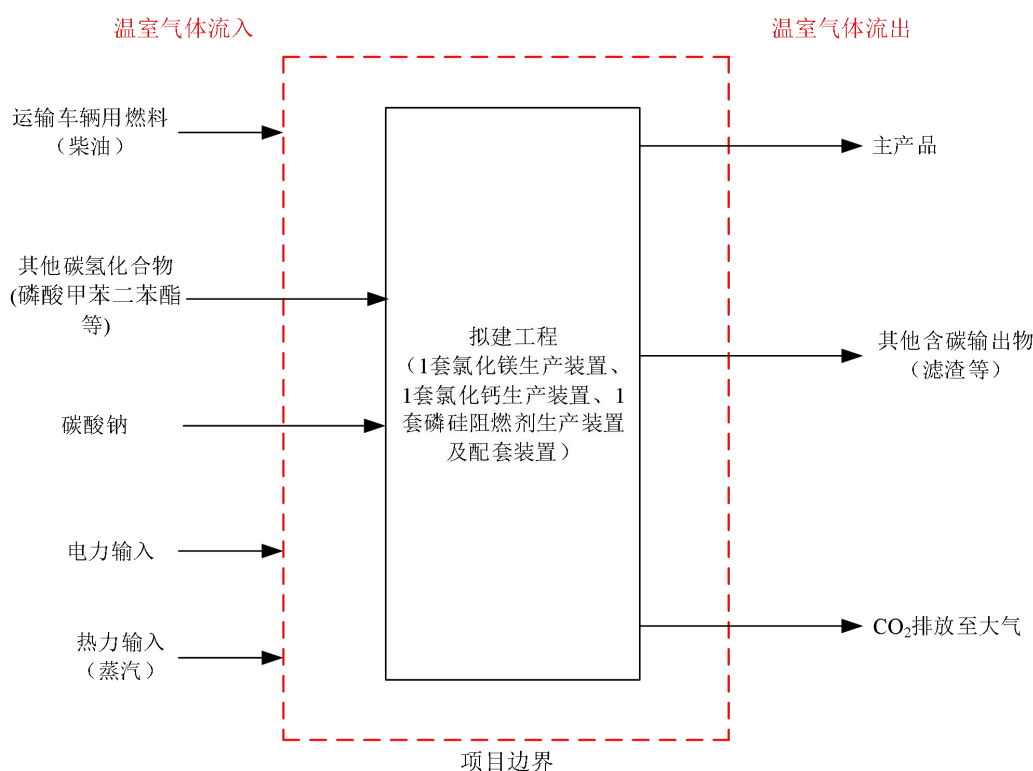 温室气体流入
温室气体流出
运输车辆用燃料
（柴油）
主产品
其他碳氢化合物
(磷酸甲苯二苯酯
等)
拟建工程
（1套氯化镁生产装置、
1套氯化钙生产装置、1
套磷硅阻燃剂生产装置
及配套装置）
其他含碳输出物
（滤渣等）
碳酸钠
电力输入
热力输入
（蒸汽）
CO₂排放至大气
项目边界